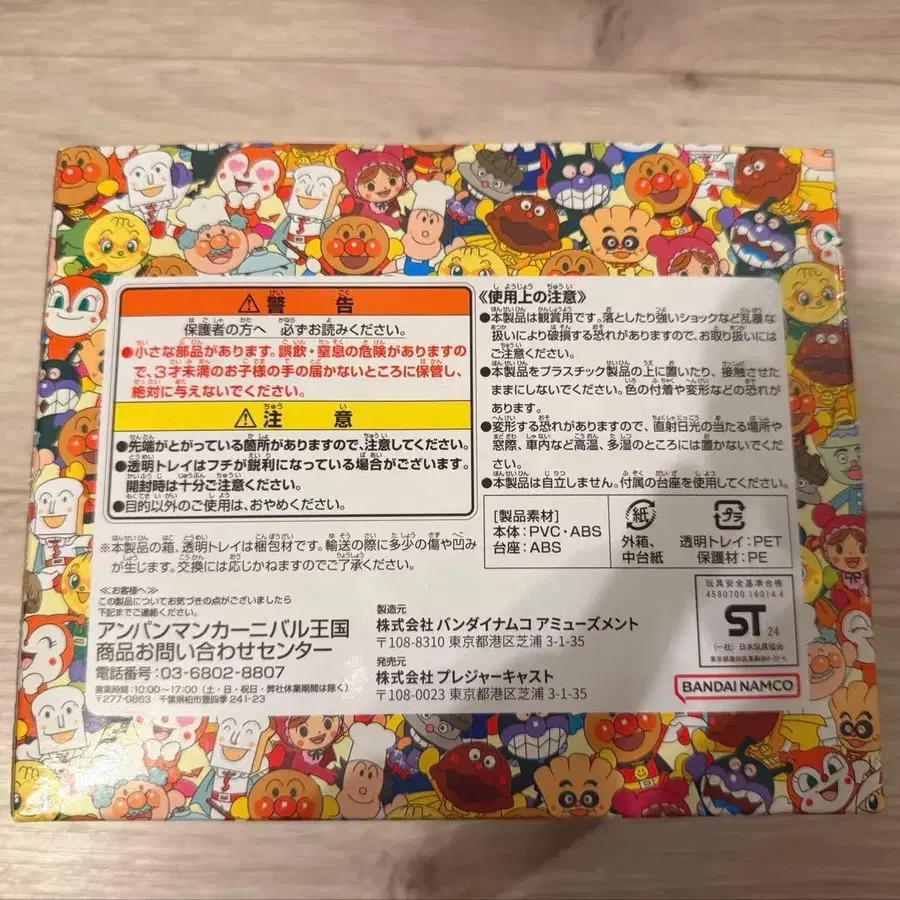 ⚠警告
保護者の方へ 必ずお読みください。
●小さな部品があります。誤飲・窒息の危険がありますの
で、3才未満のお子様の手の届かないところに保管し、
絶対に与えないでください。
⚠注意
●先端がとがっている箇所がありますので、注意してください。
●透明トレイはフチが鋭利になっている場合がございます。
開封時は十分ご注意ください。
●目的以外のご使用は、おやめください。
※本製品の箱、透明トレイは梱包材です。輸送の際に多少の傷や凹み
が生じます。交換には応じかねますのでご了承ください。
≪使用上の注意≫
●本製品は観賞用です。落としたり強いショックなど乱暴な
扱いにより破損する恐れがありますので、お取り扱いには
ご注意ください。
●本製品をプラスチック製品の上に置いたり、接触させた
ままにしないでください。色の付着や変形などの恐れが
あります。
●変形する恐れがありますので、直射日光の当たる場所や
窓際、車内など高温、多湿のところには置かないでくだ
さい。
●本製品は自立しません。付属の台座を使用してください。
[製品素材]
本体:PVC・ABS
台座:ABS
紙
外箱、
中台紙
プラ
透明トレイ:PET
保護材:PE
≪お客様へ≫
この製品についてお気づきの点がございましたら
下記までご連絡ください。
アンパンマンカーニバル王国
商品お問い合わせセンター
電話番号:03-6802-8807
営業時間:10:00〜17:00(土・日・祝日・弊社休業期間は除く)
〒277-0863 千葉県柏市豊四季241-23
製造元
株式会社 バンダイナムコ アミューズメント
〒108-8310 東京都港区芝浦 3-1-35
発売元
株式会社 プレジャーキャスト
〒108-0023 東京都港区芝浦 3-1-35
玩具安全基準合格
4580700 16014 4
ST 24
(一社)日本玩具協会
BANDAI NAMCO